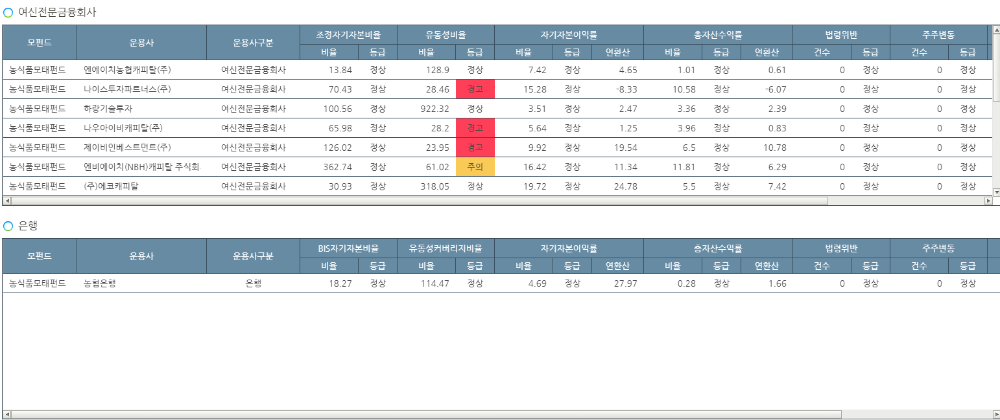 여신전문금융회사
모펀드 운용사 운용사구분 조정자기자본비율 유동성비율 자기자본이익률 총자산수익률 법령위반 주주변동
비율 등급 비율 등급 비율 등급 연환산 비율 등급 연환산 건수 등급 건수 등급
농식품모태펀드 엔에이치농협캐피탈(주) 여신전문금융회사 13.84 정상 128.9 정상 7.42 정상 4.65 1.01 정상 0.61 0 정상 0 정상
농식품모태펀드 나이스투자파트너스(주) 여신전문금융회사 70.43 정상 28.46 경고 15.28 정상 -8.33 10.58 정상 -6.07 0 정상 0 정상
농식품모태펀드 하랑기술투자 여신전문금융회사 100.56 정상 922.32 정상 3.51 정상 2.47 3.36 정상 2.39 0 정상 0 정상
농식품모태펀드 나우아이비캐피탈(주) 여신전문금융회사 65.98 정상 28.2 경고 5.64 정상 1.25 3.96 정상 0.83 0 정상 0 정상
농식품모태펀드 제이비인베스트먼트(주) 여신전문금융회사 126.02 정상 23.95 경고 9.92 정상 19.54 6.5 정상 10.78 0 정상 0 정상
농식품모태펀드 엔비에이치(NBH)캐피탈 주식회 여신전문금융회사 362.74 정상 61.02 주의 16.42 정상 11.34 11.81 정상 6.29 0 정상 0 정상
농식품모태펀드 (주)에코캐피탈 여신전문금융회사 30.93 정상 318.05 정상 19.72 정상 24.78 5.5 정상 7.42 0 정상 0 정상
은행
모펀드 운용사 운용사구분 BIS자기자본비율 유동성커버리지비율 자기자본이익률 총자산수익률 법령위반 주주변동
비율 등급 비율 등급 비율 등급 연환산 비율 등급 연환산 건수 등급 건수 등급
농식품모태펀드 농협은행 은행 18.27 정상 114.47 정상 4.69 정상 27.97 0.28 정상 1.66 0 정상 0 정상